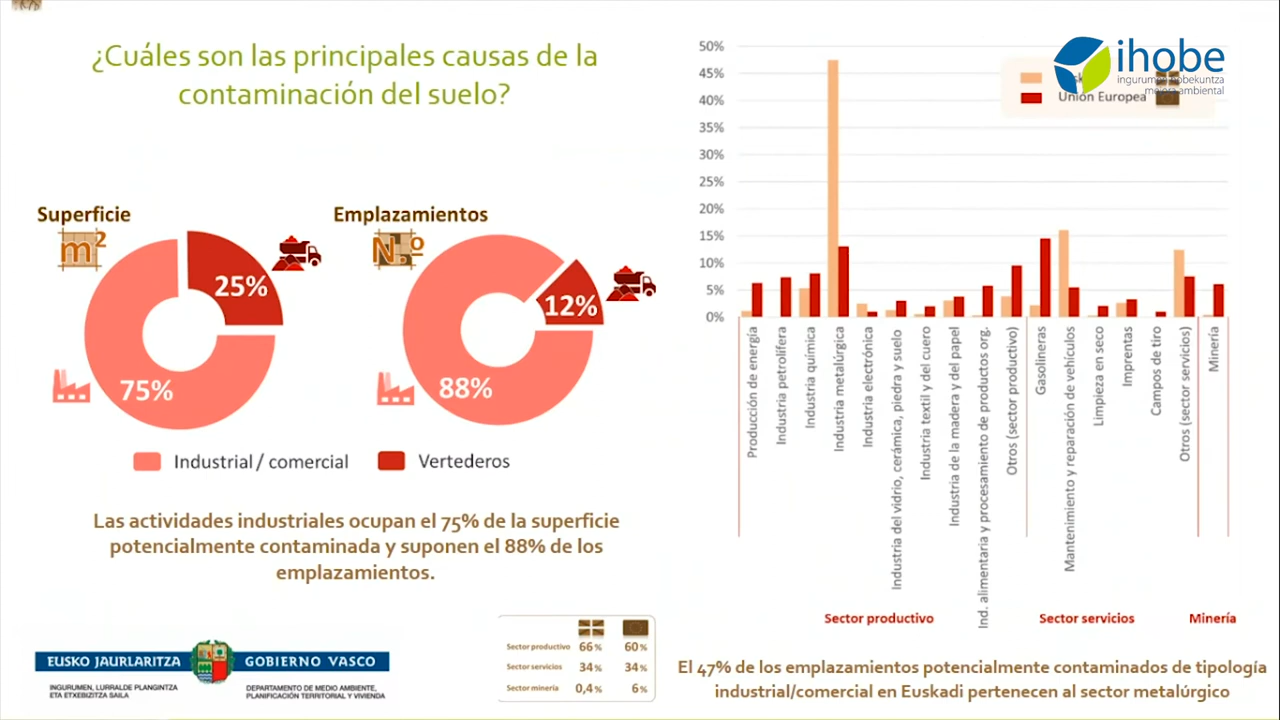 ¿Cuáles son las principales causas de la
contaminación del suelo?
Superficie
m²
25%
75%
Emplazamientos
N.º
12%
88%
Industrial / comercial
Vertederos
Las actividades industriales ocupan el 75% de la superficie
potencialmente contaminada y suponen el 88% de los
emplazamientos.
EUSKO JAURLARITZA
GOBIERNO VASCO
INGURUMEN, LURRALDE PLANGINTZA
ETA ETXEBIZITZA SAILA
DEPARTAMENTO DE MEDIO AMBIENTE,
PLANIFICACIÓN TERRITORIAL Y VIVIENDA
Sector productivo 66% 60%
Sector servicios 34% 34%
Sector minería 0,4% 6%
ihobe
ingurumen hobekuntza
mejora ambiental
Unión Europea
50%
45%
40%
35%
30%
25%
20%
15%
10%
5%
0%
Producción de energía
Industria petrolífera
Industria química
Industria metalúrgica
Industria electrónica
Industria del vidrio, cerámica, piedra y suelo
Industria textil y del cuero
Industria de la madera y del papel
Ind. alimentaria y procesamiento de productos org.
Otros (sector productivo)
Gasolineras
Mantenimiento y reparación de vehículos
Limpieza en seco
Imprentas
Campos de tiro
Otros (sector servicios)
Minería
Sector productivo
Sector servicios
Minería
El 47% de los emplazamientos potencialmente contaminados de tipología
industrial/comercial en Euskadi pertenecen al sector metalúrgico